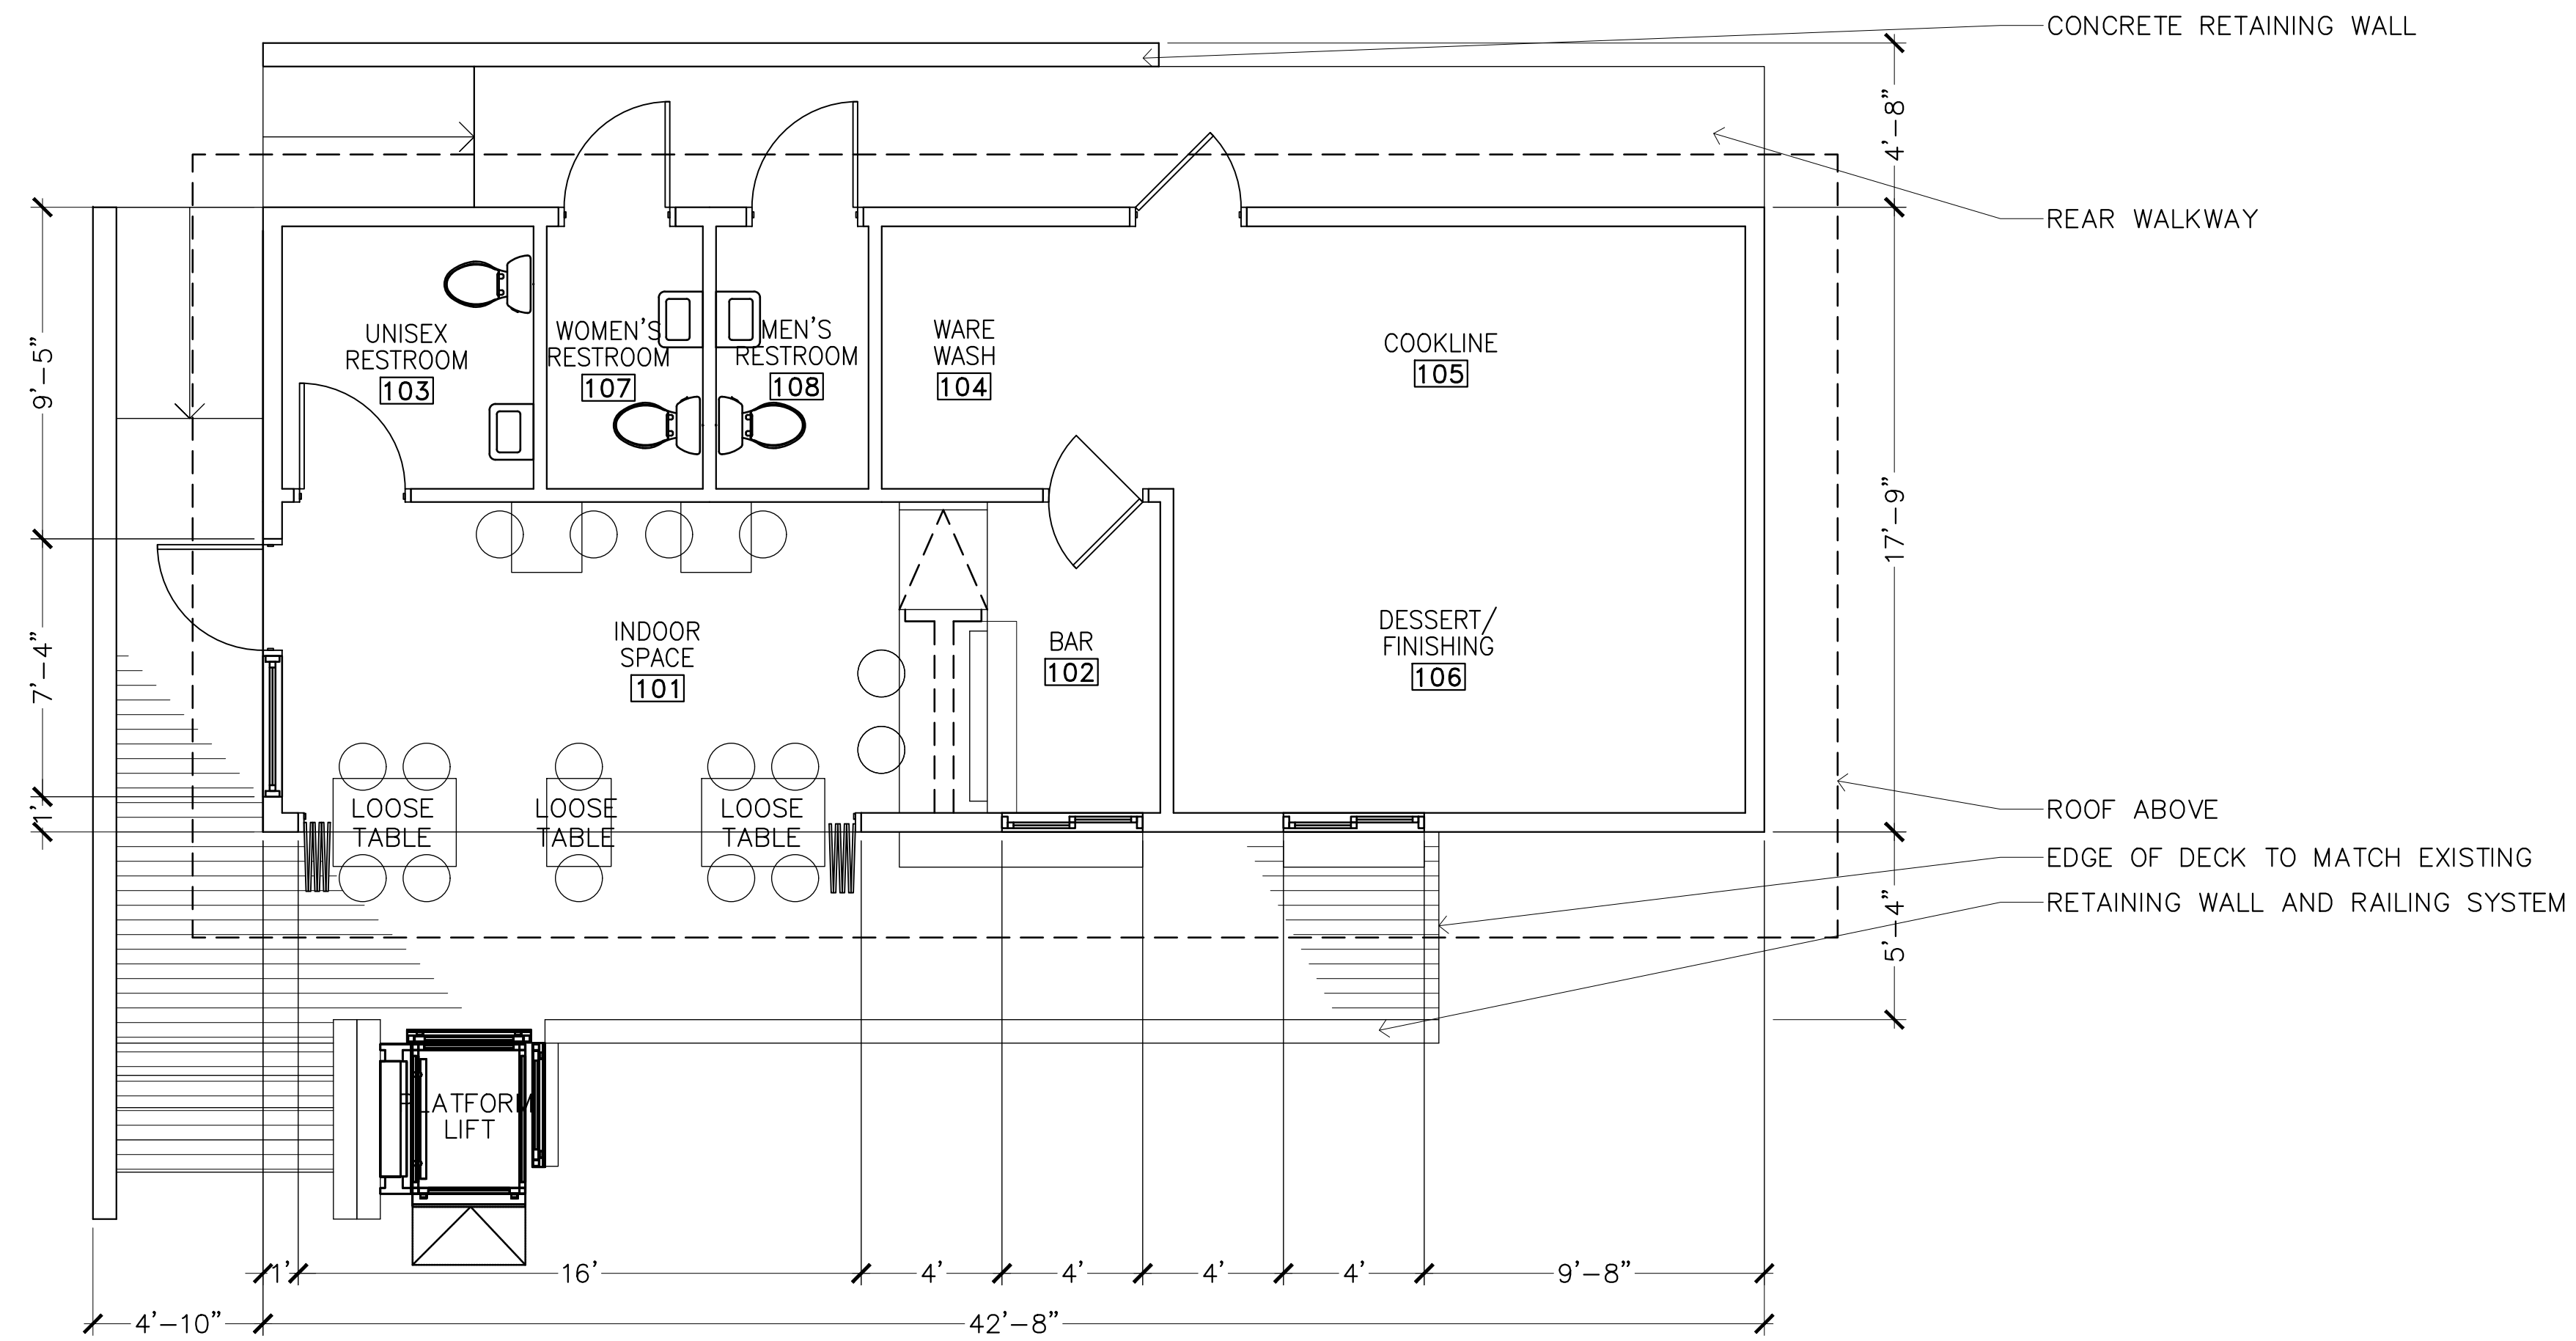 CONCRETE RETAINING WALL
4'-8"
REAR WALKWAY
UNISEX
RESTROOM
103
WOMEN'S
RESTROOM
107
MEN'S
RESTROOM
108
WARE
WASH
104
COOKLINE
105
9'-5"
17'-9"
7'-4"
1'
INDOOR
SPACE
101
BAR
102
DESSERT/
FINISHING
106
LOOSE
TABLE
LOOSE
TABLE
LOOSE
TABLE
ROOF ABOVE
EDGE OF DECK TO MATCH EXISTING
RETAINING WALL AND RAILING SYSTEM
5'-4"
PLATFORM
LIFT
1'
16'
4'
4'
4'
4'
9'-8"
4'-10"
42'-8"